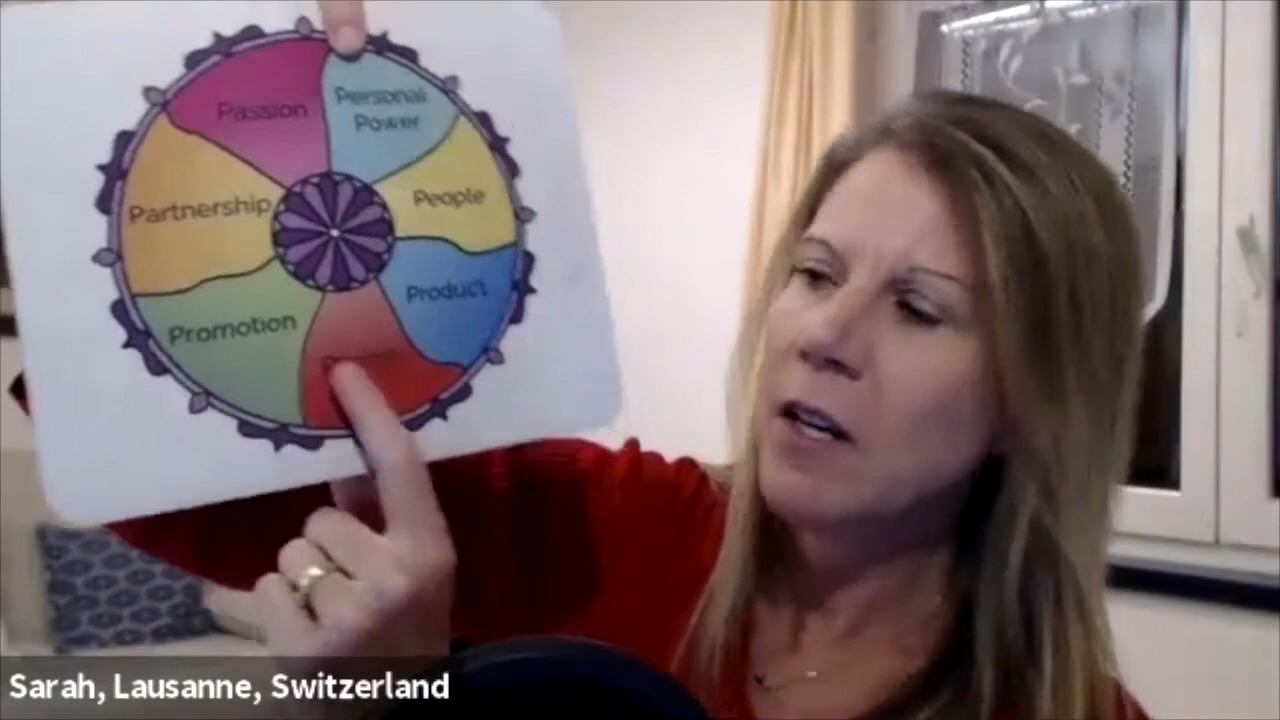 Passion
Personal
Power
People
Partnership
Product
Promotion
Sarah, Lausanne, Switzerland